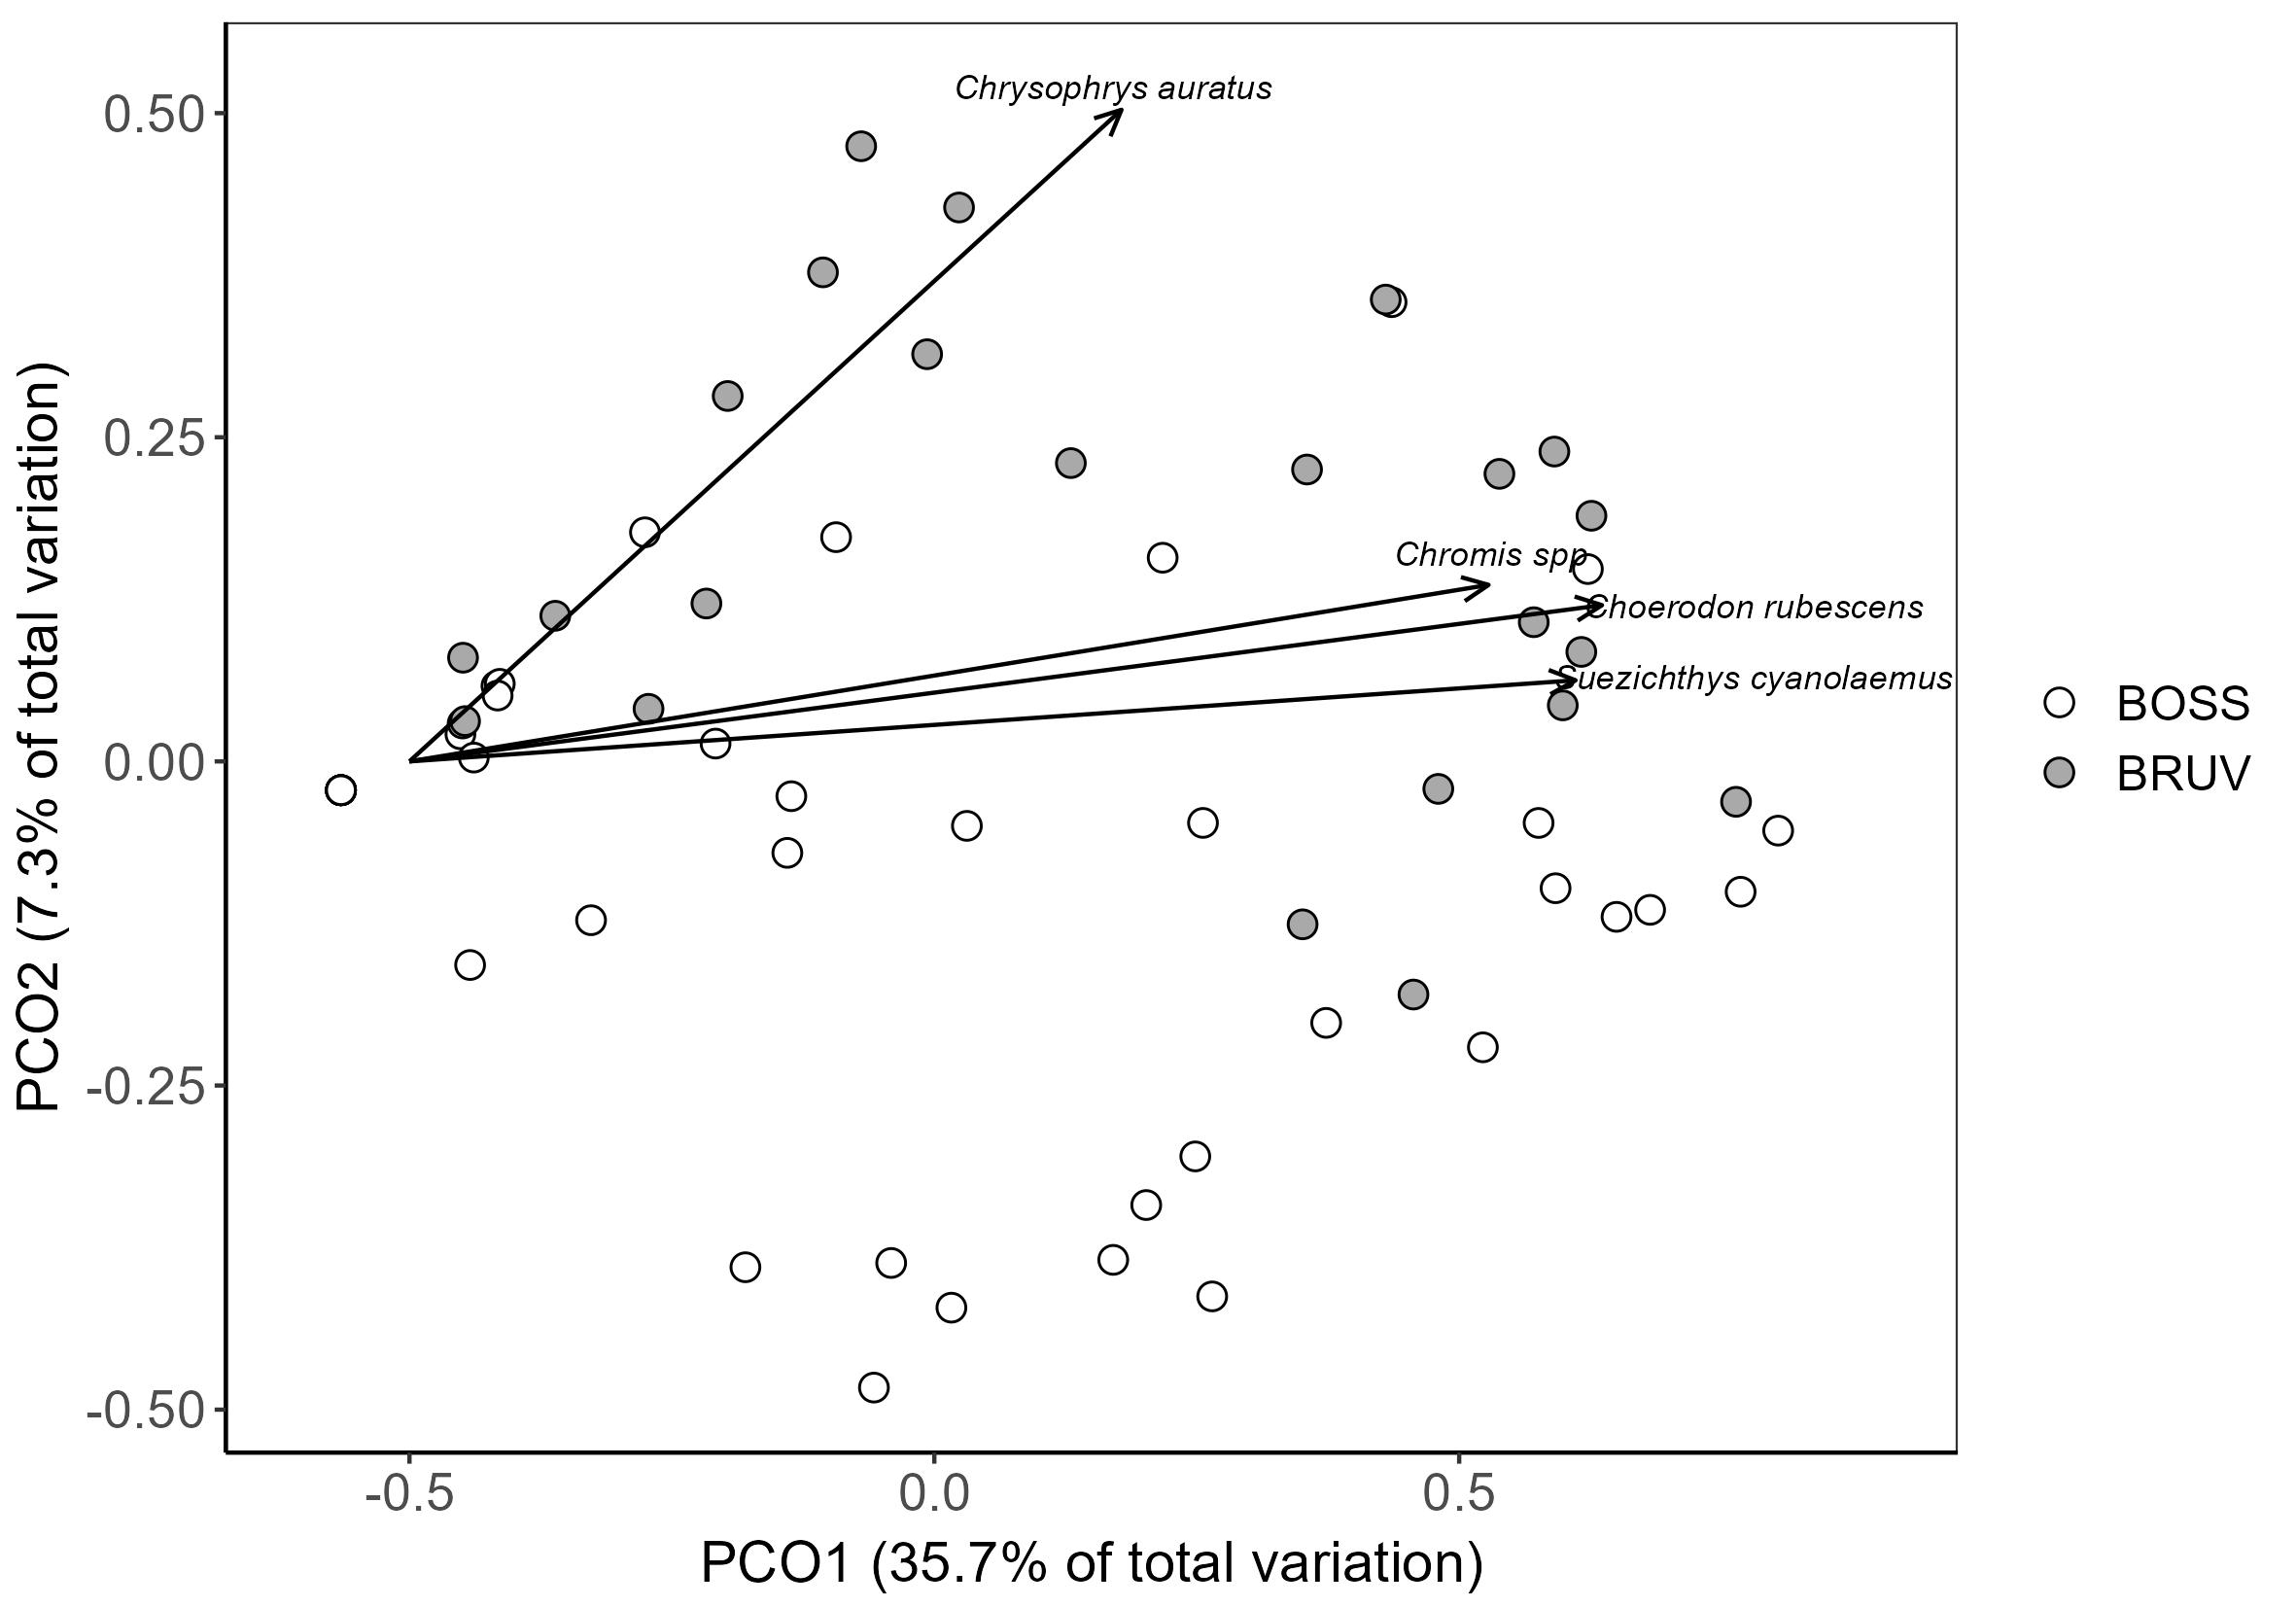 Chrysophrys auratus
0.50
0.25
Chromis spp
Choerodon rubescens
Suezichthys cyanolaemus
BOSS
BRUV
0.00
-0.25
-0.50
PCO2 (7.3% of total variation)
-0.5 0.0 0.5
PCO1 (35.7% of total variation)